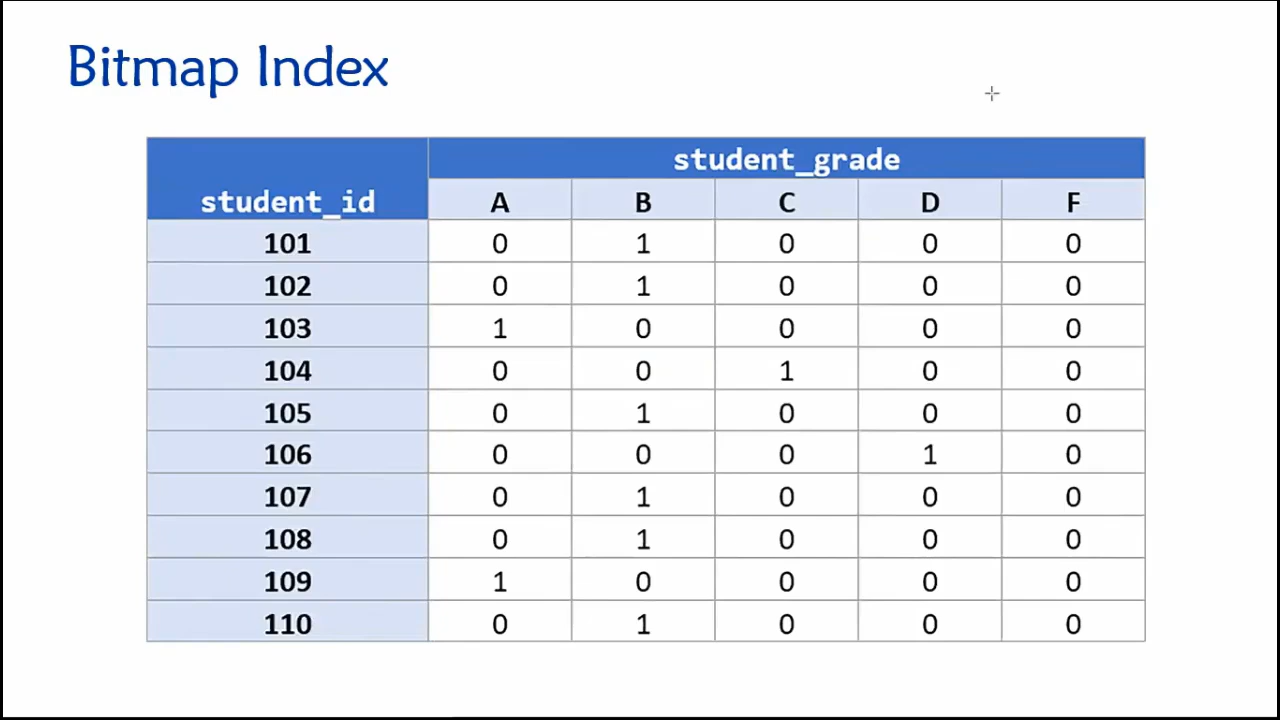 Bitmap Index
student_grade
student_id A B C D F
101 0 1 0 0 0
102 0 1 0 0 0
103 1 0 0 0 0
104 0 0 1 0 0
105 0 1 0 0 0
106 0 0 0 1 0
107 0 1 0 0 0
108 0 1 0 0 0
109 1 0 0 0 0
110 0 1 0 0 0